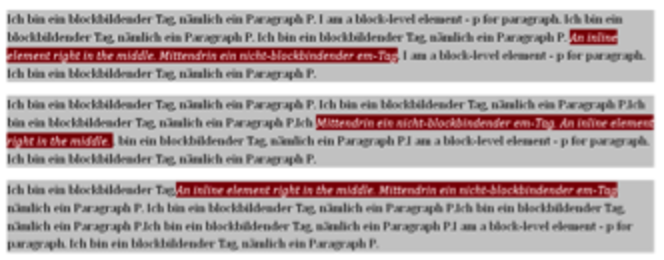 Ich bin ein blockbildender Tag, nämlich ein Paragraph P. I am a block-level element - p for paragraph. Ich bin ein
blockbildender Tag, nämlich ein Paragraph P. Ich bin ein blockbildender Tag, nämlich ein Paragraph P. An inline
element right in the middle. Mittendrin ein nicht-blockbindender em-Tag. I am a block-level element - p for paragraph.
Ich bin ein blockbildender Tag, nämlich ein Paragraph P.
Ich bin ein blockbildender Tag, nämlich ein Paragraph P. Ich bin ein blockbildender Tag, nämlich ein Paragraph P.Ich
bin ein blockbildender Tag, nämlich ein Paragraph P.Ich Mittendrin ein nicht-blockbindender em-Tag. An inline element
right in the middle. bin ein blockbildender Tag, nämlich ein Paragraph P.I am a block-level element - p for paragraph.
Ich bin ein blockbildender Tag, nämlich ein Paragraph P.
Ich bin ein blockbildender Tag,An inline element right in the middle. Mittendrin ein nicht-blockbindender em-Tag
nämlich ein Paragraph P. Ich bin ein blockbildender Tag, nämlich ein Paragraph P.Ich bin ein blockbildender Tag,
nämlich ein Paragraph P.Ich bin ein blockbildender Tag, nämlich ein Paragraph P.I am a block-level element - p for
paragraph. Ich bin ein blockbildender Tag, nämlich ein Paragraph P.